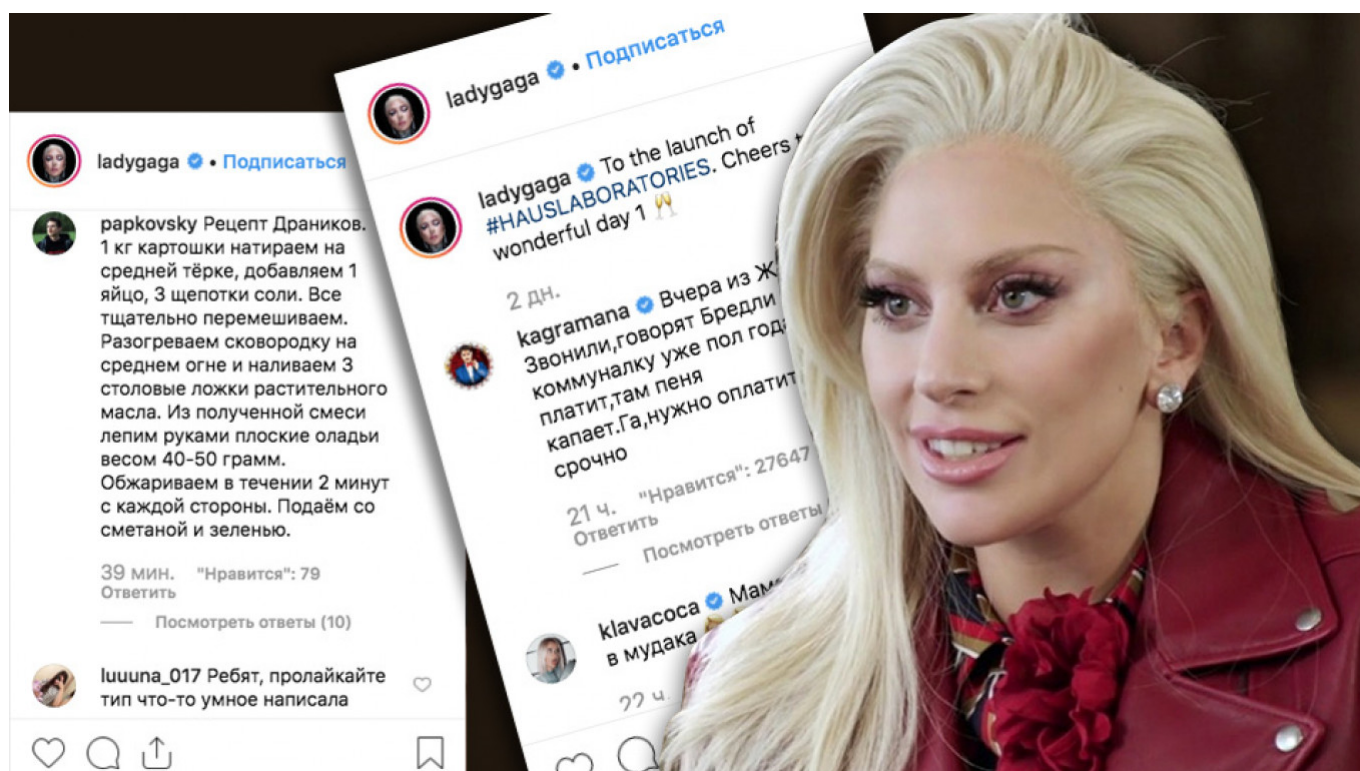 ladygaga • Подписаться
papkovsky Рецепт Драников.
1 кг картошки натираем на
средней тёрке, добавляем 1
яйцо, 3 щепотки соли. Все
тщательно перемешиваем.
Разогреваем сковородку на
среднем огне и наливаем 3
столовые ложки растительного
масла. Из полученной смеси
лепим руками плоские оладьи
весом 40-50 грамм.
Обжариваем в течении 2 минут
с каждой стороны. Подаём со
сметаной и зеленью.
39 мин. "Нравится": 79
Ответить
Посмотреть ответы (10)
luuuna_017 Ребят, пролайкайте
тип что-то умное написала
ladygaga • Подписаться
ladygaga To the launch of
#HAUSLABORATORIES. Cheers
wonderful day 1
2 дн.
kagramana Вчера из
Звонили,говорят Бредли
коммуналку уже пол
платит,там пеня
капает.Га,нужно
срочно
21 ч. "Нравится": 27647
Ответить
Посмотреть ответы
klavacoca
в мудака
22 ч.